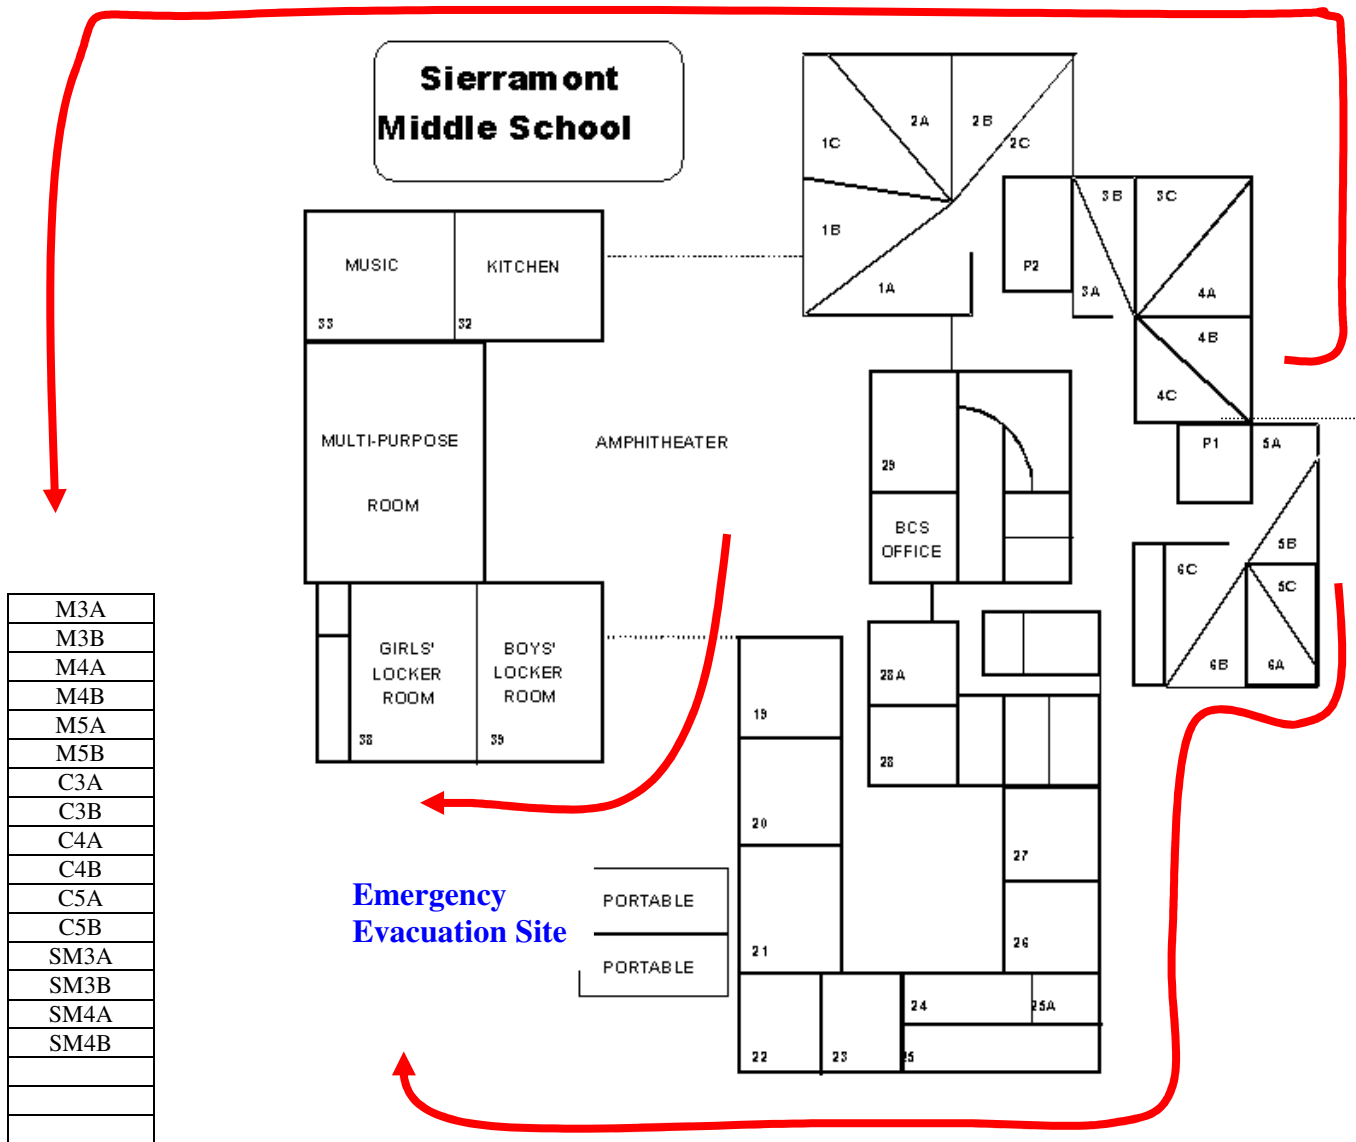 Sierramont
Middle School
2A
2B
1C
2C
3B
3C
1B
MUSIC
KITCHEN
P2
1A
3A
4A
33
32
4B
4C
MULTI-PURPOSE
ROOM
AMPHITHEATER
P1
5A
29
BCS
OFFICE
5B
6C
5C
M3A
M3B
M4A
M4B
M5A
M5B
C3A
C3B
C4A
C4B
C5A
C5B
SM3A
SM3B
SM4A
SM4B
GIRLS'
LOCKER
ROOM
BOYS'
LOCKER
ROOM
28A
6B
6A
38
39
19
28
20
27
Emergency
Evacuation Site
PORTABLE
PORTABLE
21
26
24
25A
22
23
25